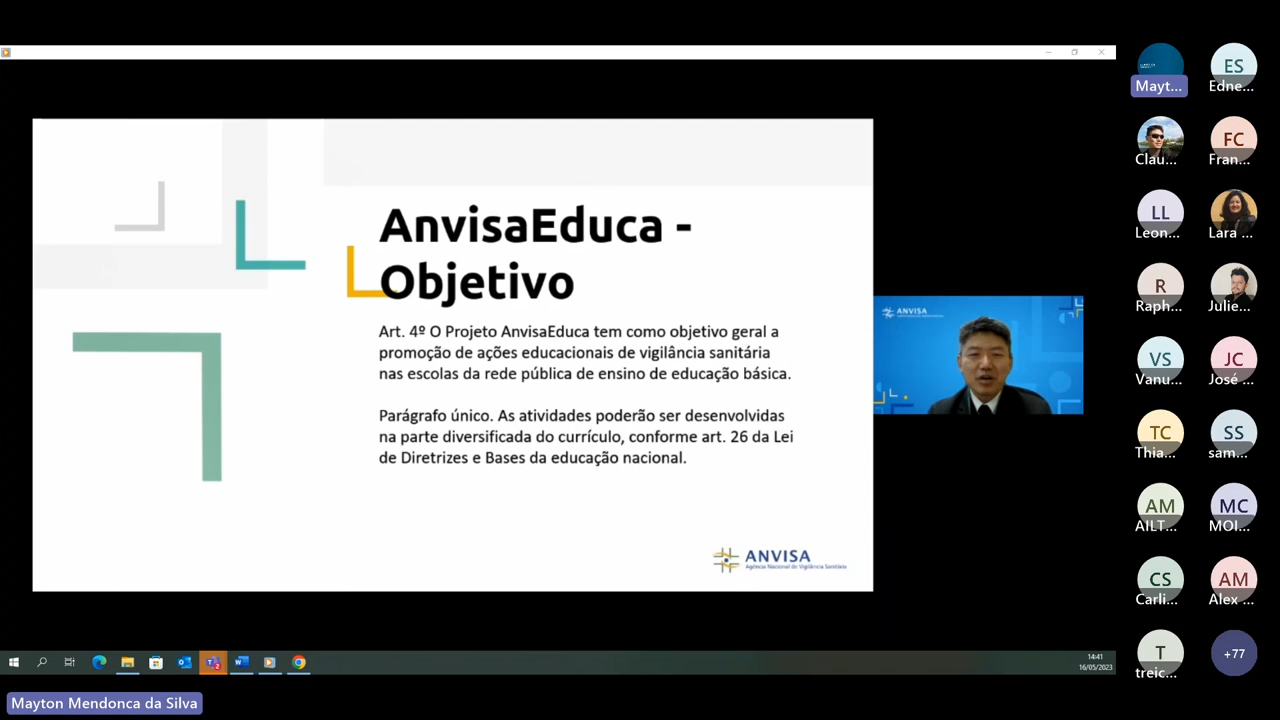 AnvisaEduca -
Objetivo
Art. 4º O Projeto AnvisaEduca tem como objetivo geral a
promoção de ações educacionais de vigilância sanitária
nas escolas da rede pública de ensino de educação básica.
Parágrafo único. As atividades poderão ser desenvolvidas
na parte diversificada do currículo, conforme art. 26 da Lei
de Diretrizes e Bases da educação nacional.
ANVISA
Agência Nacional de Vigilância Sanitária
ANVISA
Mayt...
ES
Edne...
Clau...
FC
Fran...
LL
Leon...
Lara ...
R
Raph...
Julie...
VS
Vanu...
JC
José ...
TC
Thia...
SS
sam...
AM
AILT...
MC
MOI...
CS
Carli...
AM
Alex ...
T
treic...
+77
14:41
16/05/2023
Mayton Mendonca da Silva